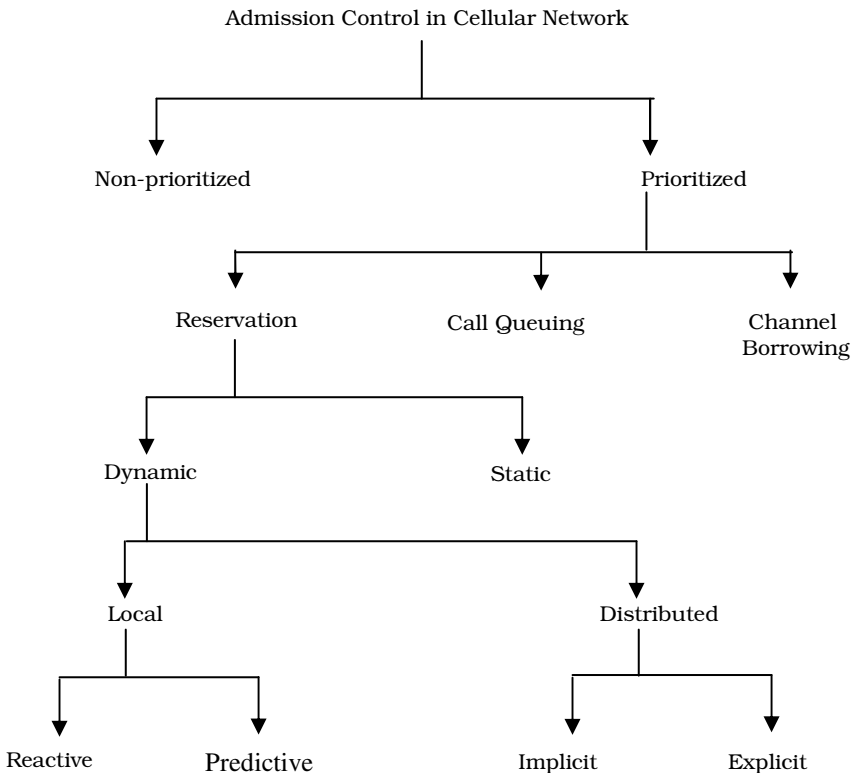 Admission Control in Cellular Network
Non-prioritized
Prioritized
Reservation
Call Queuing
Channel
Borrowing
Dynamic
Static
Local
Distributed
Reactive
Predictive
Implicit
Explicit